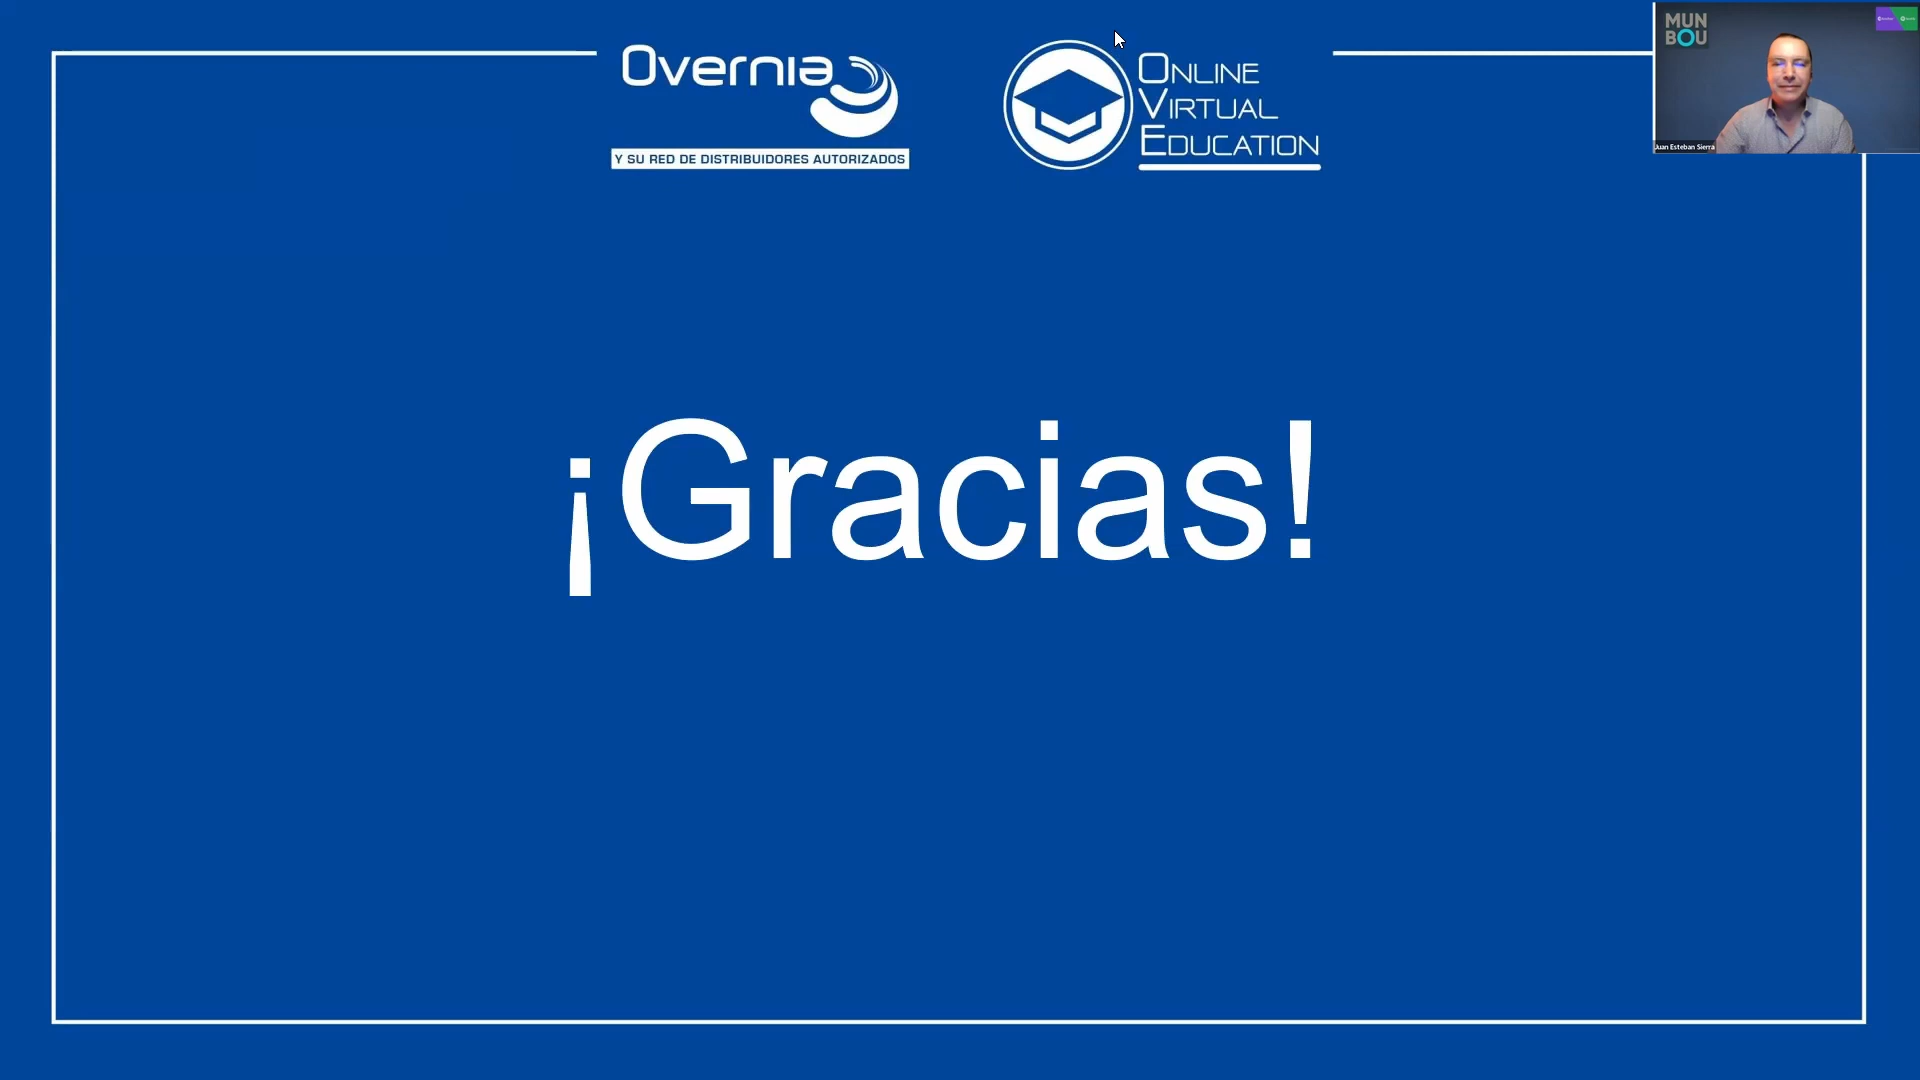 Overnia
Y SU RED DE DISTRIBUIDORES AUTORIZADOS
ONLINE
VIRTUAL
EDUCATION
MUN
BOU
Juan Esteban Sierra
¡Gracias!